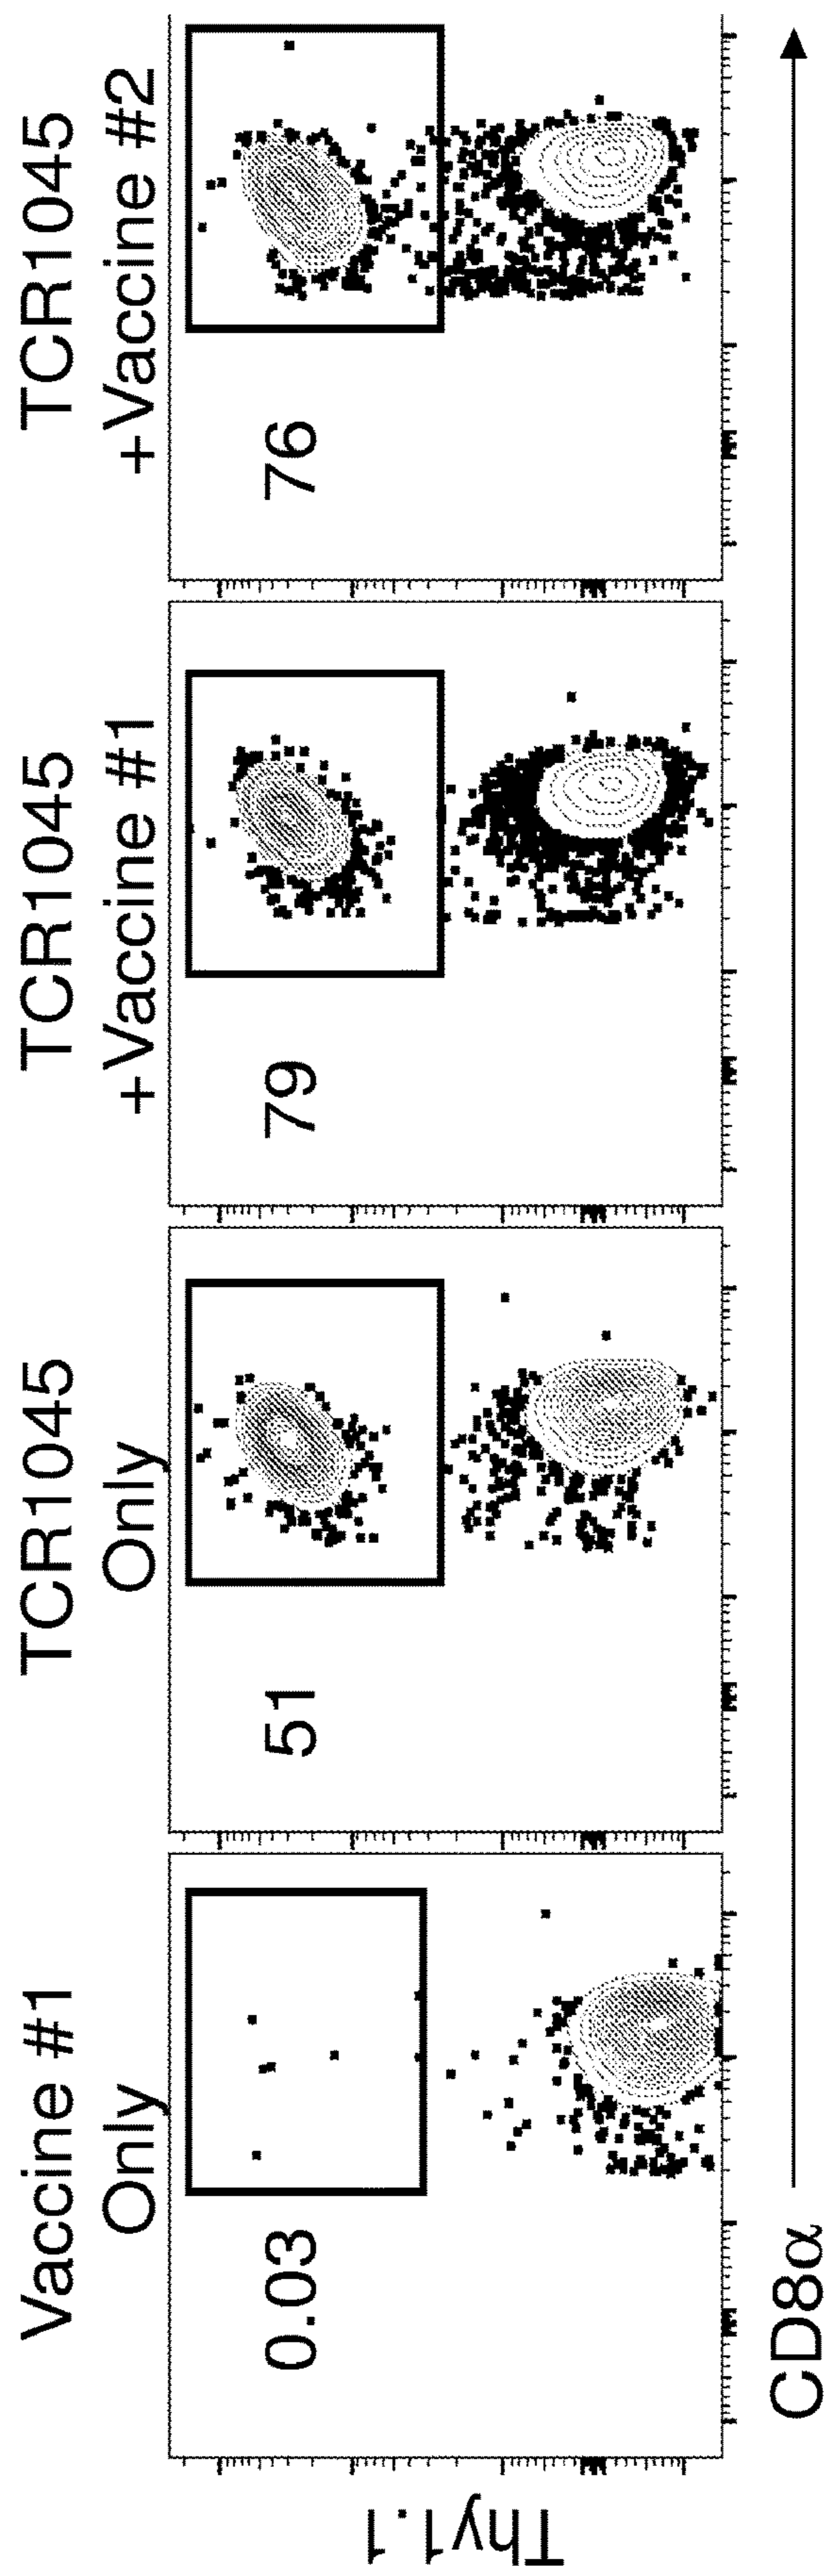 Vaccine #1
Only
TCR1045
Only
TCR1045
+Vaccine #1
TCR1045
+Vaccine #2
0.03
51
79
76
Thy1.1
CD8α